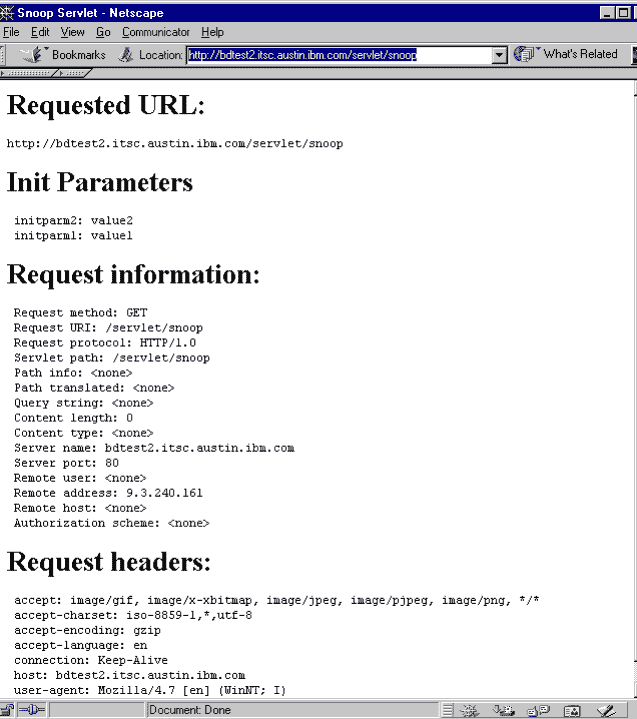 Snoop Servlet - Netscape
File Edit View Go Communicator Help
Bookmarks Location: http://bdtest2.itsc.austin.ibm.com/servlet/snoop What's Related
Requested URL:
http://bdtest2.itsc.austin.ibm.com/servlet/snoop
Init Parameters
initparm2: value2
initparm1: value1
Request information:
Request method: GET
Request URI: /servlet/snoop
Request protocol: HTTP/1.0
Servlet path: /servlet/snoop
Path info: <none>
Path translated: <none>
Query string: <none>
Content length: 0
Content type: <none>
Server name: bdtest2.itsc.austin.ibm.com
Server port: 80
Remote user: <none>
Remote address: 9.3.240.161
Remote host: <none>
Authorization scheme: <none>
Request headers:
accept: image/gif, image/x-xbitmap, image/jpeg, image/pjpeg, image/png, */*
accept-charset: iso-8859-1,*,utf-8
accept-encoding: gzip
accept-language: en
connection: Keep-Alive
host: bdtest2.itsc.austin.ibm.com
user-agent: Mozilla/4.7 [en] (WinNT; I)
Document: Done